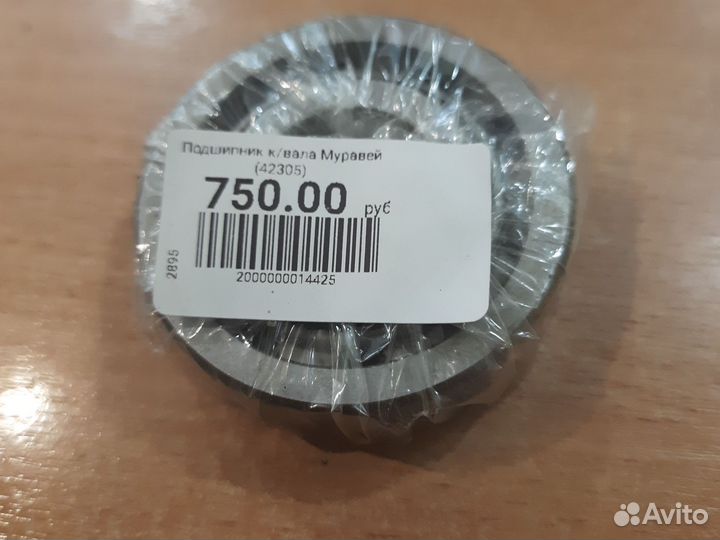 Подшипник к/вала Муравей
(42305)
750.00 руб
2895
2000000014425
Avito